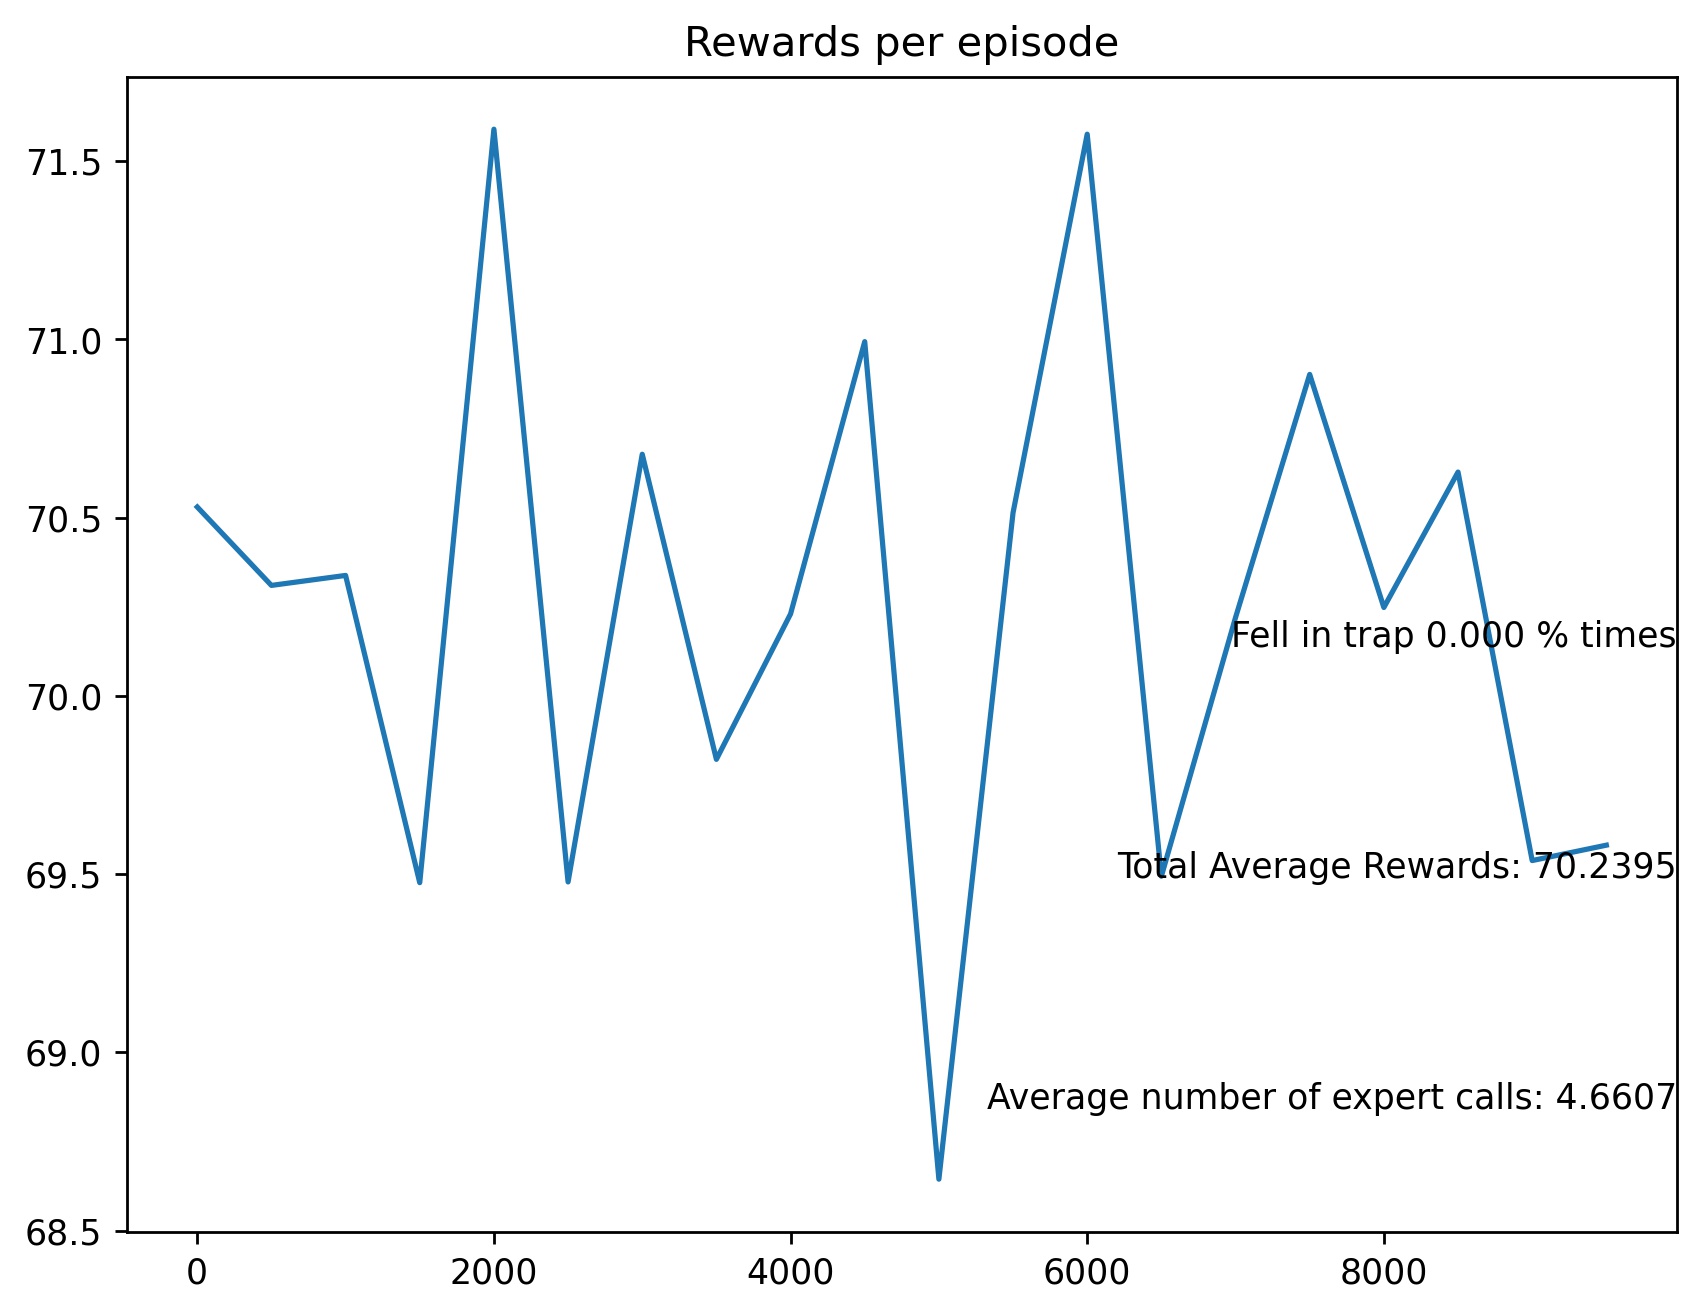 Rewards per episode
71.5
71.0
70.5
70.0
69.5
69.0
68.5
Fell in trap 0.000 % times
Total Average Rewards: 70.2395
Average number of expert calls: 4.6607
0 2000 4000 6000 8000